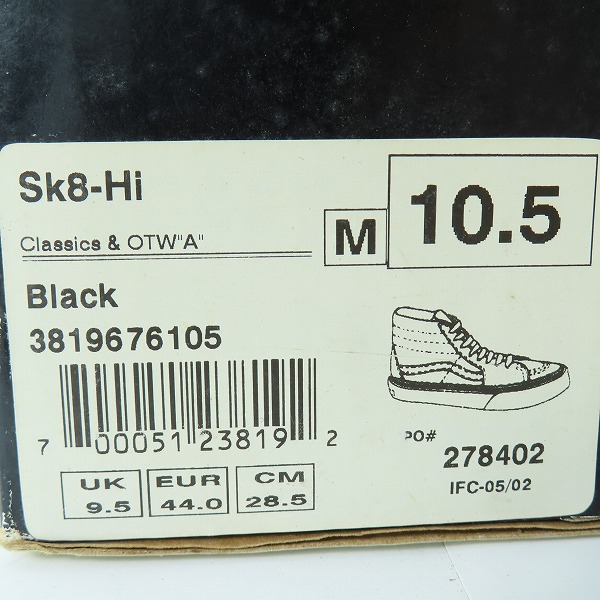 Sk8-Hi
M
10.5
Classics & OTW"A"
Black
3819676105
7 00051 23819 2
PO# 278402
IFC-05/02
UK
9.5
EUR
44.0
CM
28.5